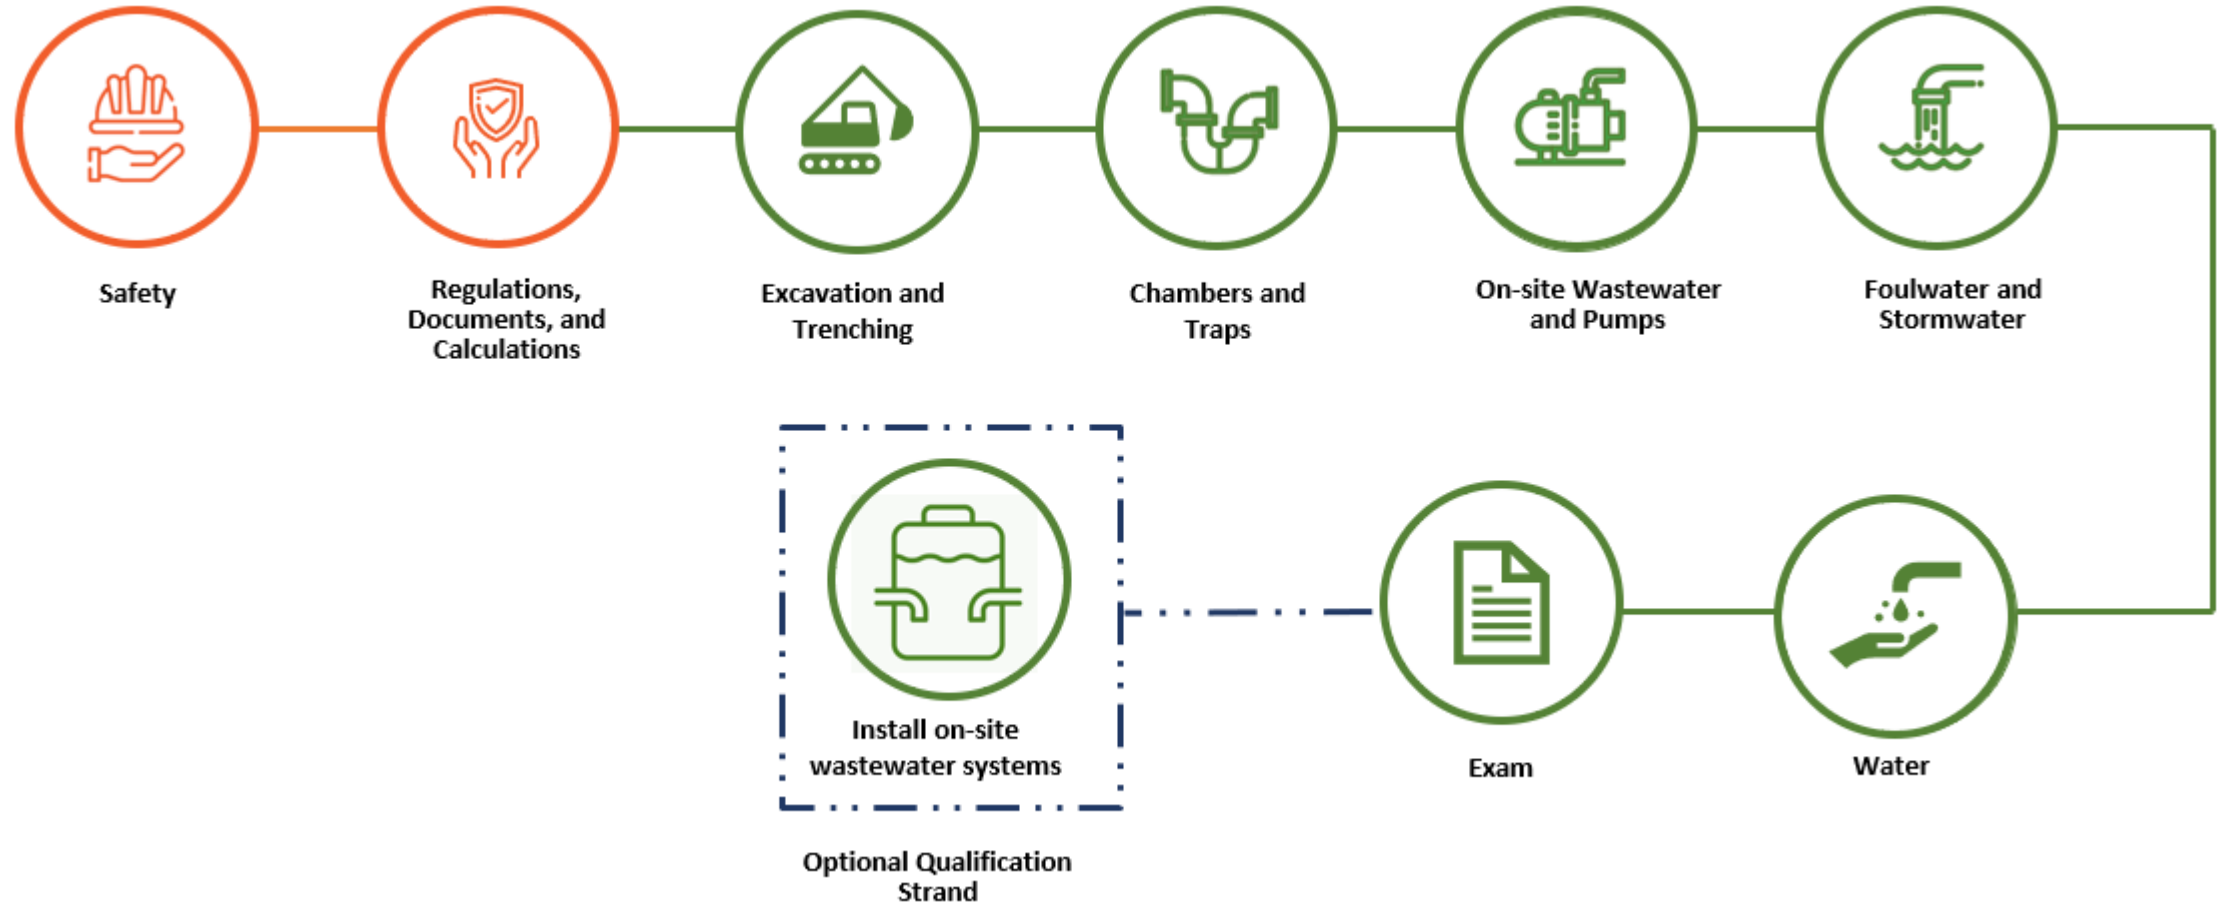 Safety
Regulations,
Documents, and
Calculations
Excavation and
Trenching
Chambers and
Traps
On-site Wastewater
and Pumps
Foulwater and
Stormwater
Install on-site
wastewater systems
Exam
Water
Optional Qualification
Strand